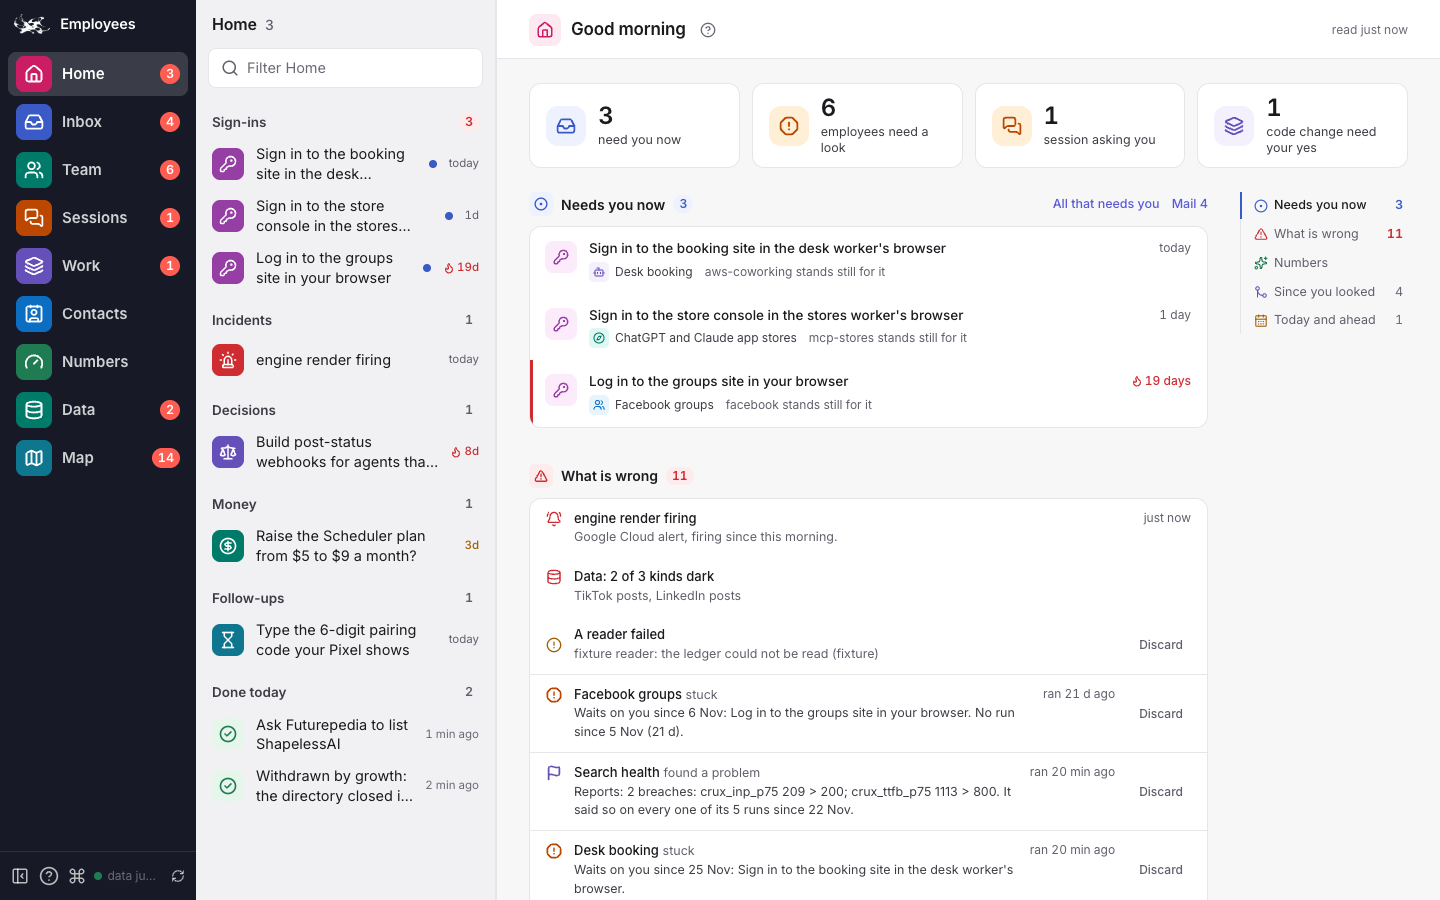 Employees
Home 3
Inbox 4
Team 6
Sessions 1
Work 1
Contacts
Numbers
Data 2
Map 14
data ju...
Home 3
Filter Home
Sign-ins 3
Sign in to the booking
site in the desk...
today
Sign in to the store
console in the stores...
1d
Log in to the groups
site in your browser
19d
Incidents 1
engine render firing today
Decisions 1
Build post-status
webhooks for agents tha...
8d
Money 1
Raise the Scheduler plan
from $5 to $9 a month?
3d
Follow-ups 1
Type the 6-digit pairing
code your Pixel shows
today
Done today 2
Ask Futurepedia to list
ShapelessAI
1 min ago
Withdrawn by growth:
the directory closed i...
2 min ago
Good morning
read just now
3
need you now
6
employees need a
look
1
session asking you
1
code change need
your yes
Needs you now 3
All that needs you Mail 4
Sign in to the booking site in the desk worker's browser today
Desk booking aws-coworking stands still for it
Sign in to the store console in the stores worker's browser 1 day
ChatGPT and Claude app stores mcp-stores stands still for it
Log in to the groups site in your browser 19 days
Facebook groups facebook stands still for it
What is wrong 11
engine render firing just now
Google Cloud alert, firing since this morning.
Data: 2 of 3 kinds dark
TikTok posts, LinkedIn posts
A reader failed
fixture reader: the ledger could not be read (fixture)
Discard
Facebook groups stuck ran 21 d ago
Waits on you since 6 Nov: Log in to the groups site in your browser. No run
since 5 Nov (21 d).
Discard
Search health found a problem ran 20 min ago
Reports: 2 breaches: crux_inp_p75 209 > 200; crux_ttfb_p75 1113 > 800. It
said so on every one of its 5 runs since 22 Nov.
Discard
Desk booking stuck ran 20 min ago
Waits on you since 25 Nov: Sign in to the booking site in the desk worker's
browser.
Discard
Needs you now 3
What is wrong 11
Numbers
Since you looked 4
Today and ahead 1